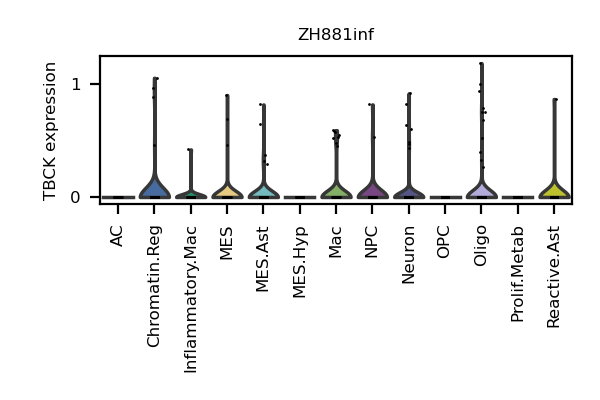 ZH881inf
TBCK expression
1
0
AC
Chromatin.Reg
Inflammatory.Mac
MES
MES.Ast
MES.Hyp
Mac
NPC
Neuron
OPC
Oligo
Prolif.Metab
Reactive.Ast